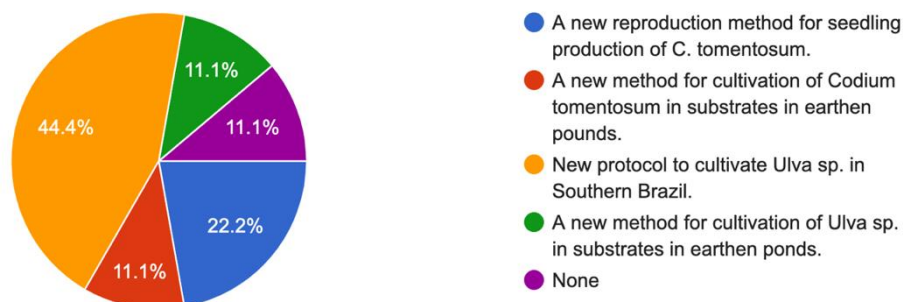 44.4%
11.1%
11.1%
22.2%
11.1%
A new reproduction method for seedling
production of C. tomentosum.
A new method for cultivation of Codium
tomentosum in substrates in earthen
pounds.
New protocol to cultivate Ulva sp. in
Southern Brazil.
A new method for cultivation of Ulva sp.
in substrates in earthen ponds.
None